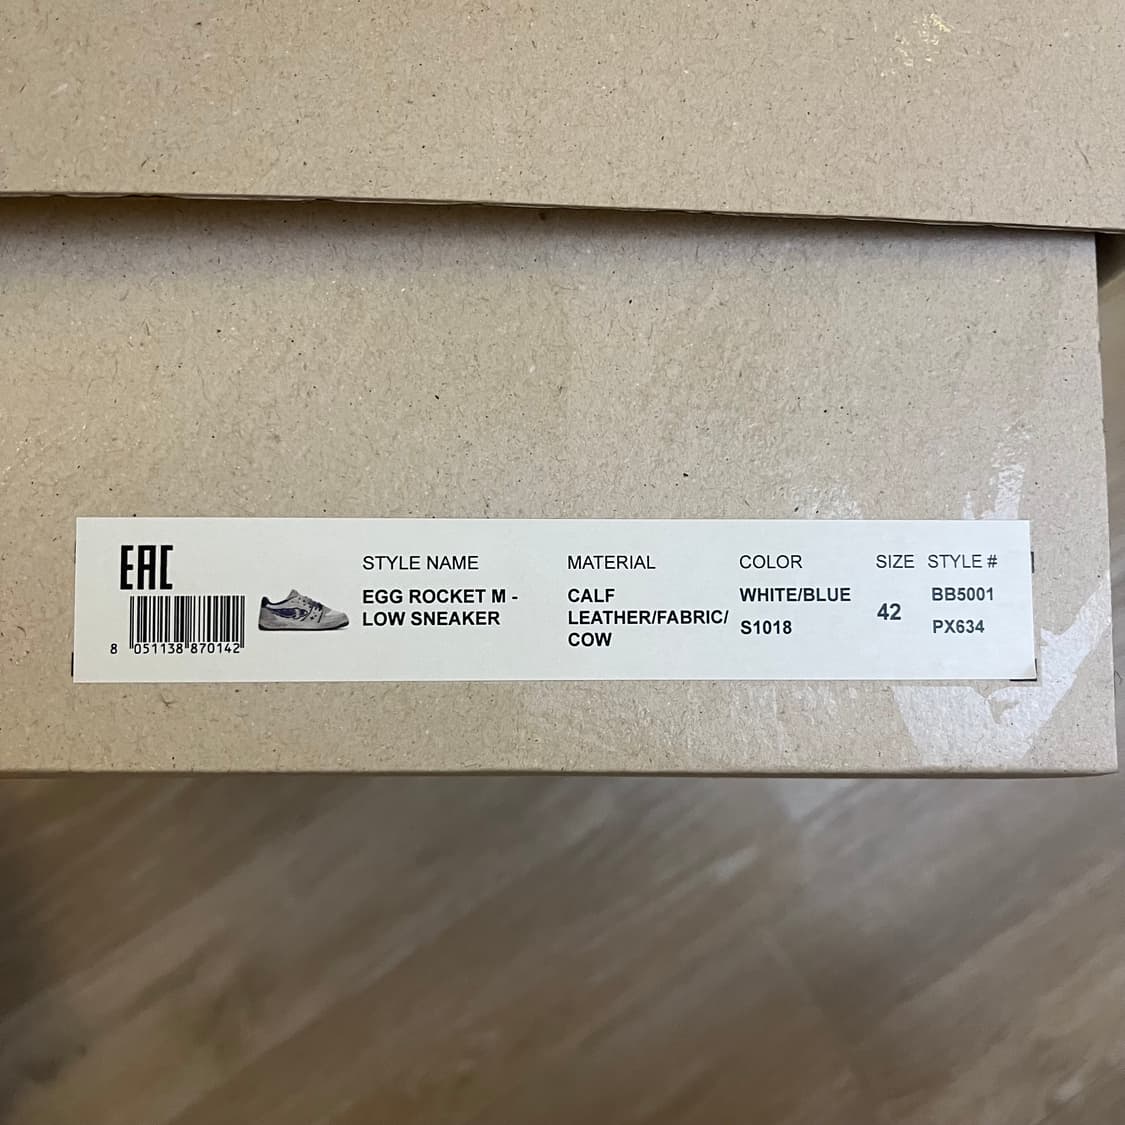 EAC
8 051138 870142
STYLE NAME
EGG ROCKET M -
LOW SNEAKER
MATERIAL
CALF
LEATHER/FABRIC/
COW
COLOR
WHITE/BLUE
S1018
SIZE
42
STYLE #
BB5001
PX634